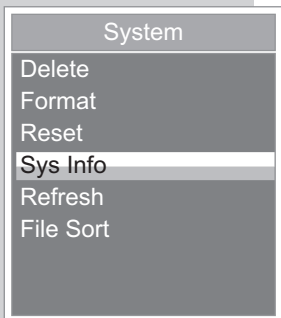 System
Delete
Format
Reset
Sys Info
Refresh
File Sort